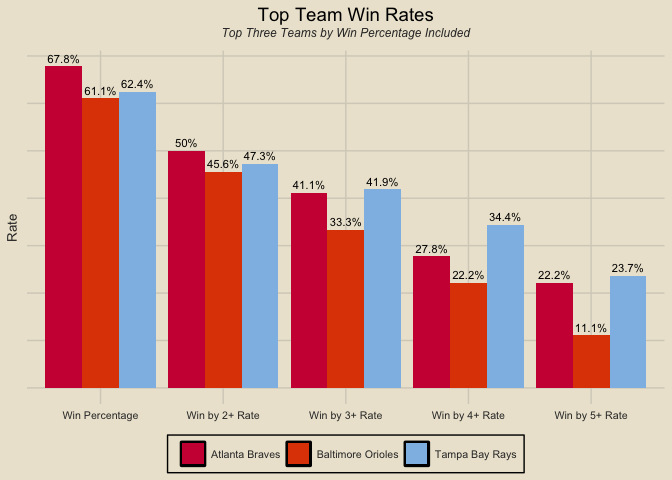 Top Team Win Rates
Top Three Teams by Win Percentage Included
Rate
67.8%
61.1%
62.4%
50%
45.6%
47.3%
41.1%
33.3%
41.9%
27.8%
22.2%
34.4%
22.2%
11.1%
23.7%
Win Percentage
Win by 2+ Rate
Win by 3+ Rate
Win by 4+ Rate
Win by 5+ Rate
Atlanta Braves
Baltimore Orioles
Tampa Bay Rays